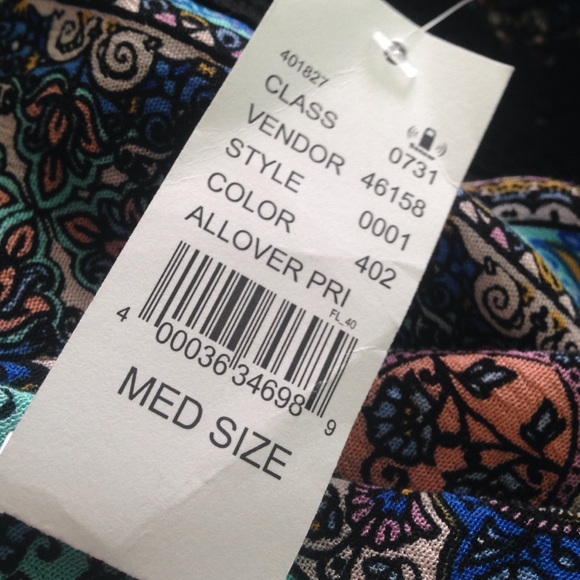 401827
CLASS 0731
VENDOR 46158
STYLE 0001
COLOR 402
ALLOVER PRI
FL_40
4 00036 34698 9
MED SIZE